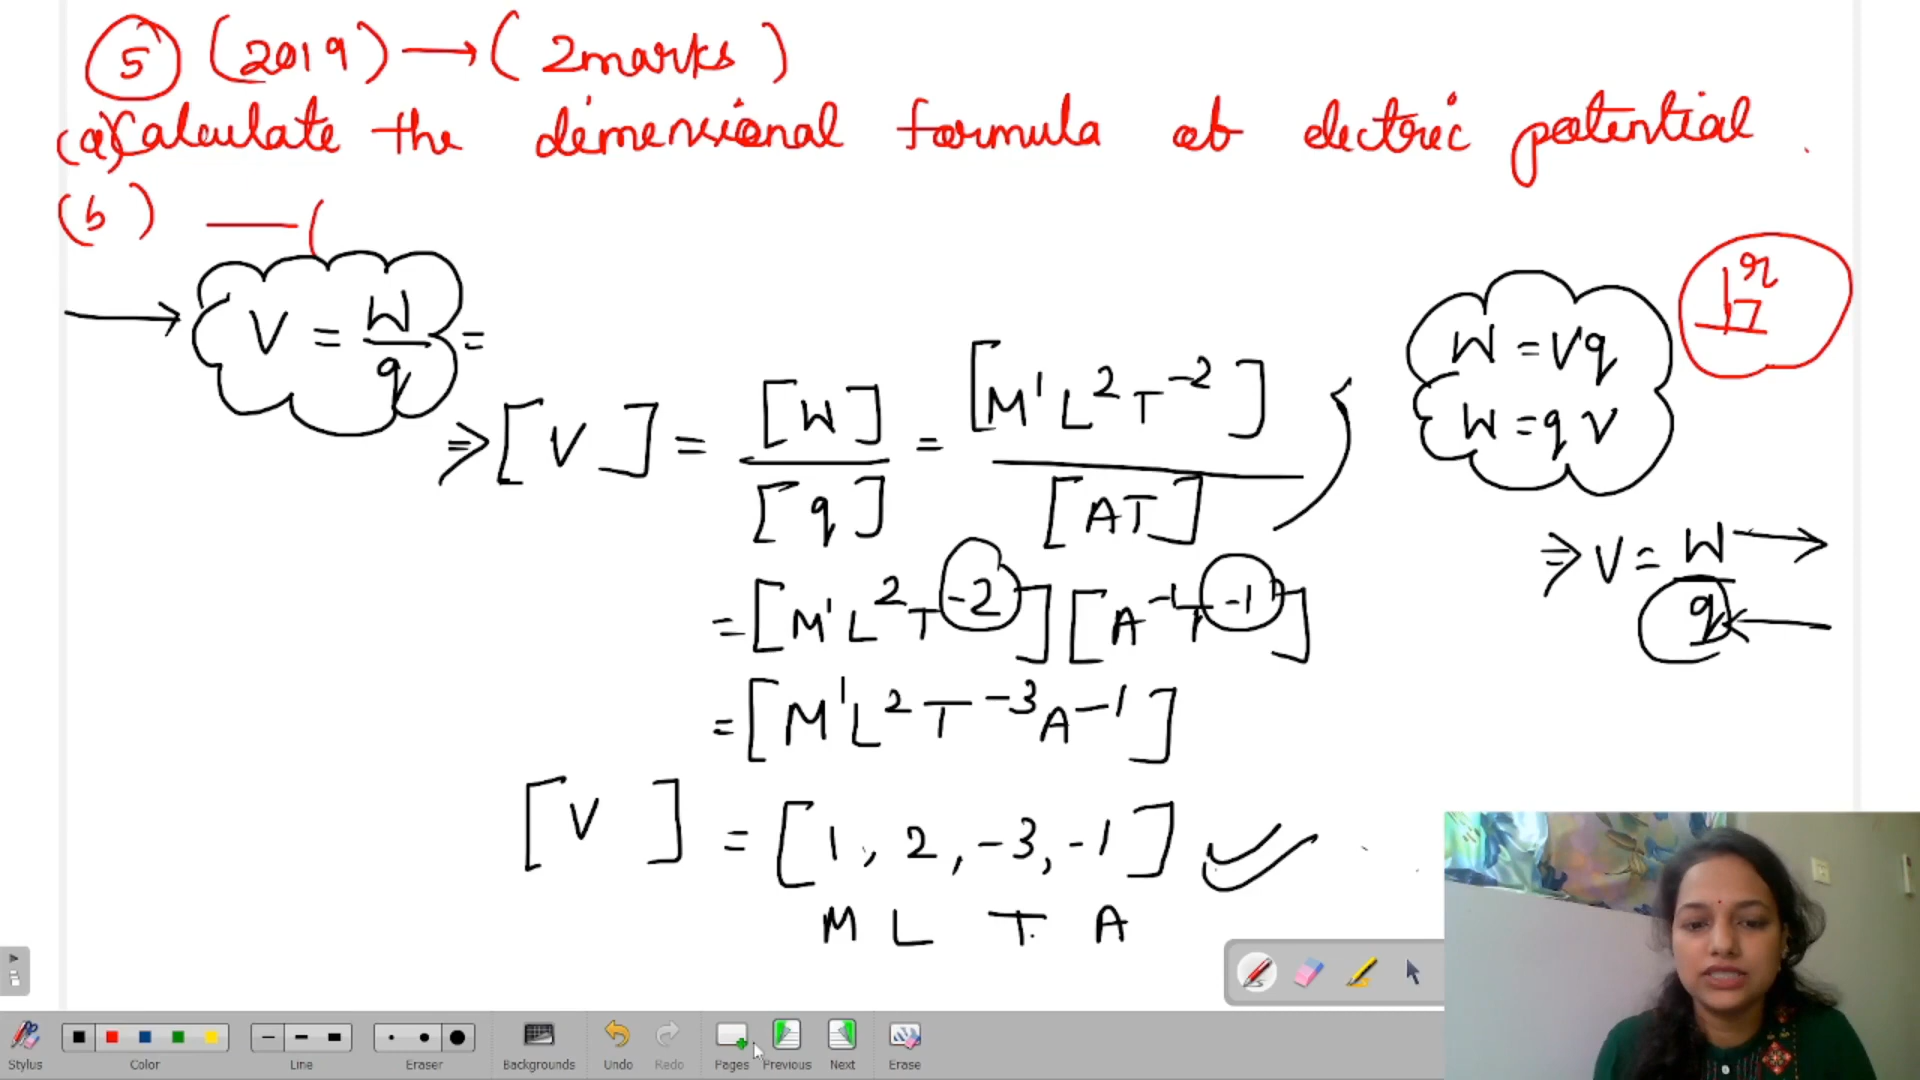 5 (2019) → (2marks)
(a) Calculate the dimensional formula of electric potential.
(b) — (
V = W/q =
W = Vq
W = qV
⇒ [V] = [W]/[q] = [M¹L²T⁻²]/[AT]
⇒ V = W/q
= [M¹L²T⁻²] [A⁻¹T⁻¹]
= [M¹L²T⁻³A⁻¹]
[V] = [1, 2, -3, -1]
M L T A
Stylus Color Line Eraser Backgrounds Undo Redo Pages Previous Next Erase